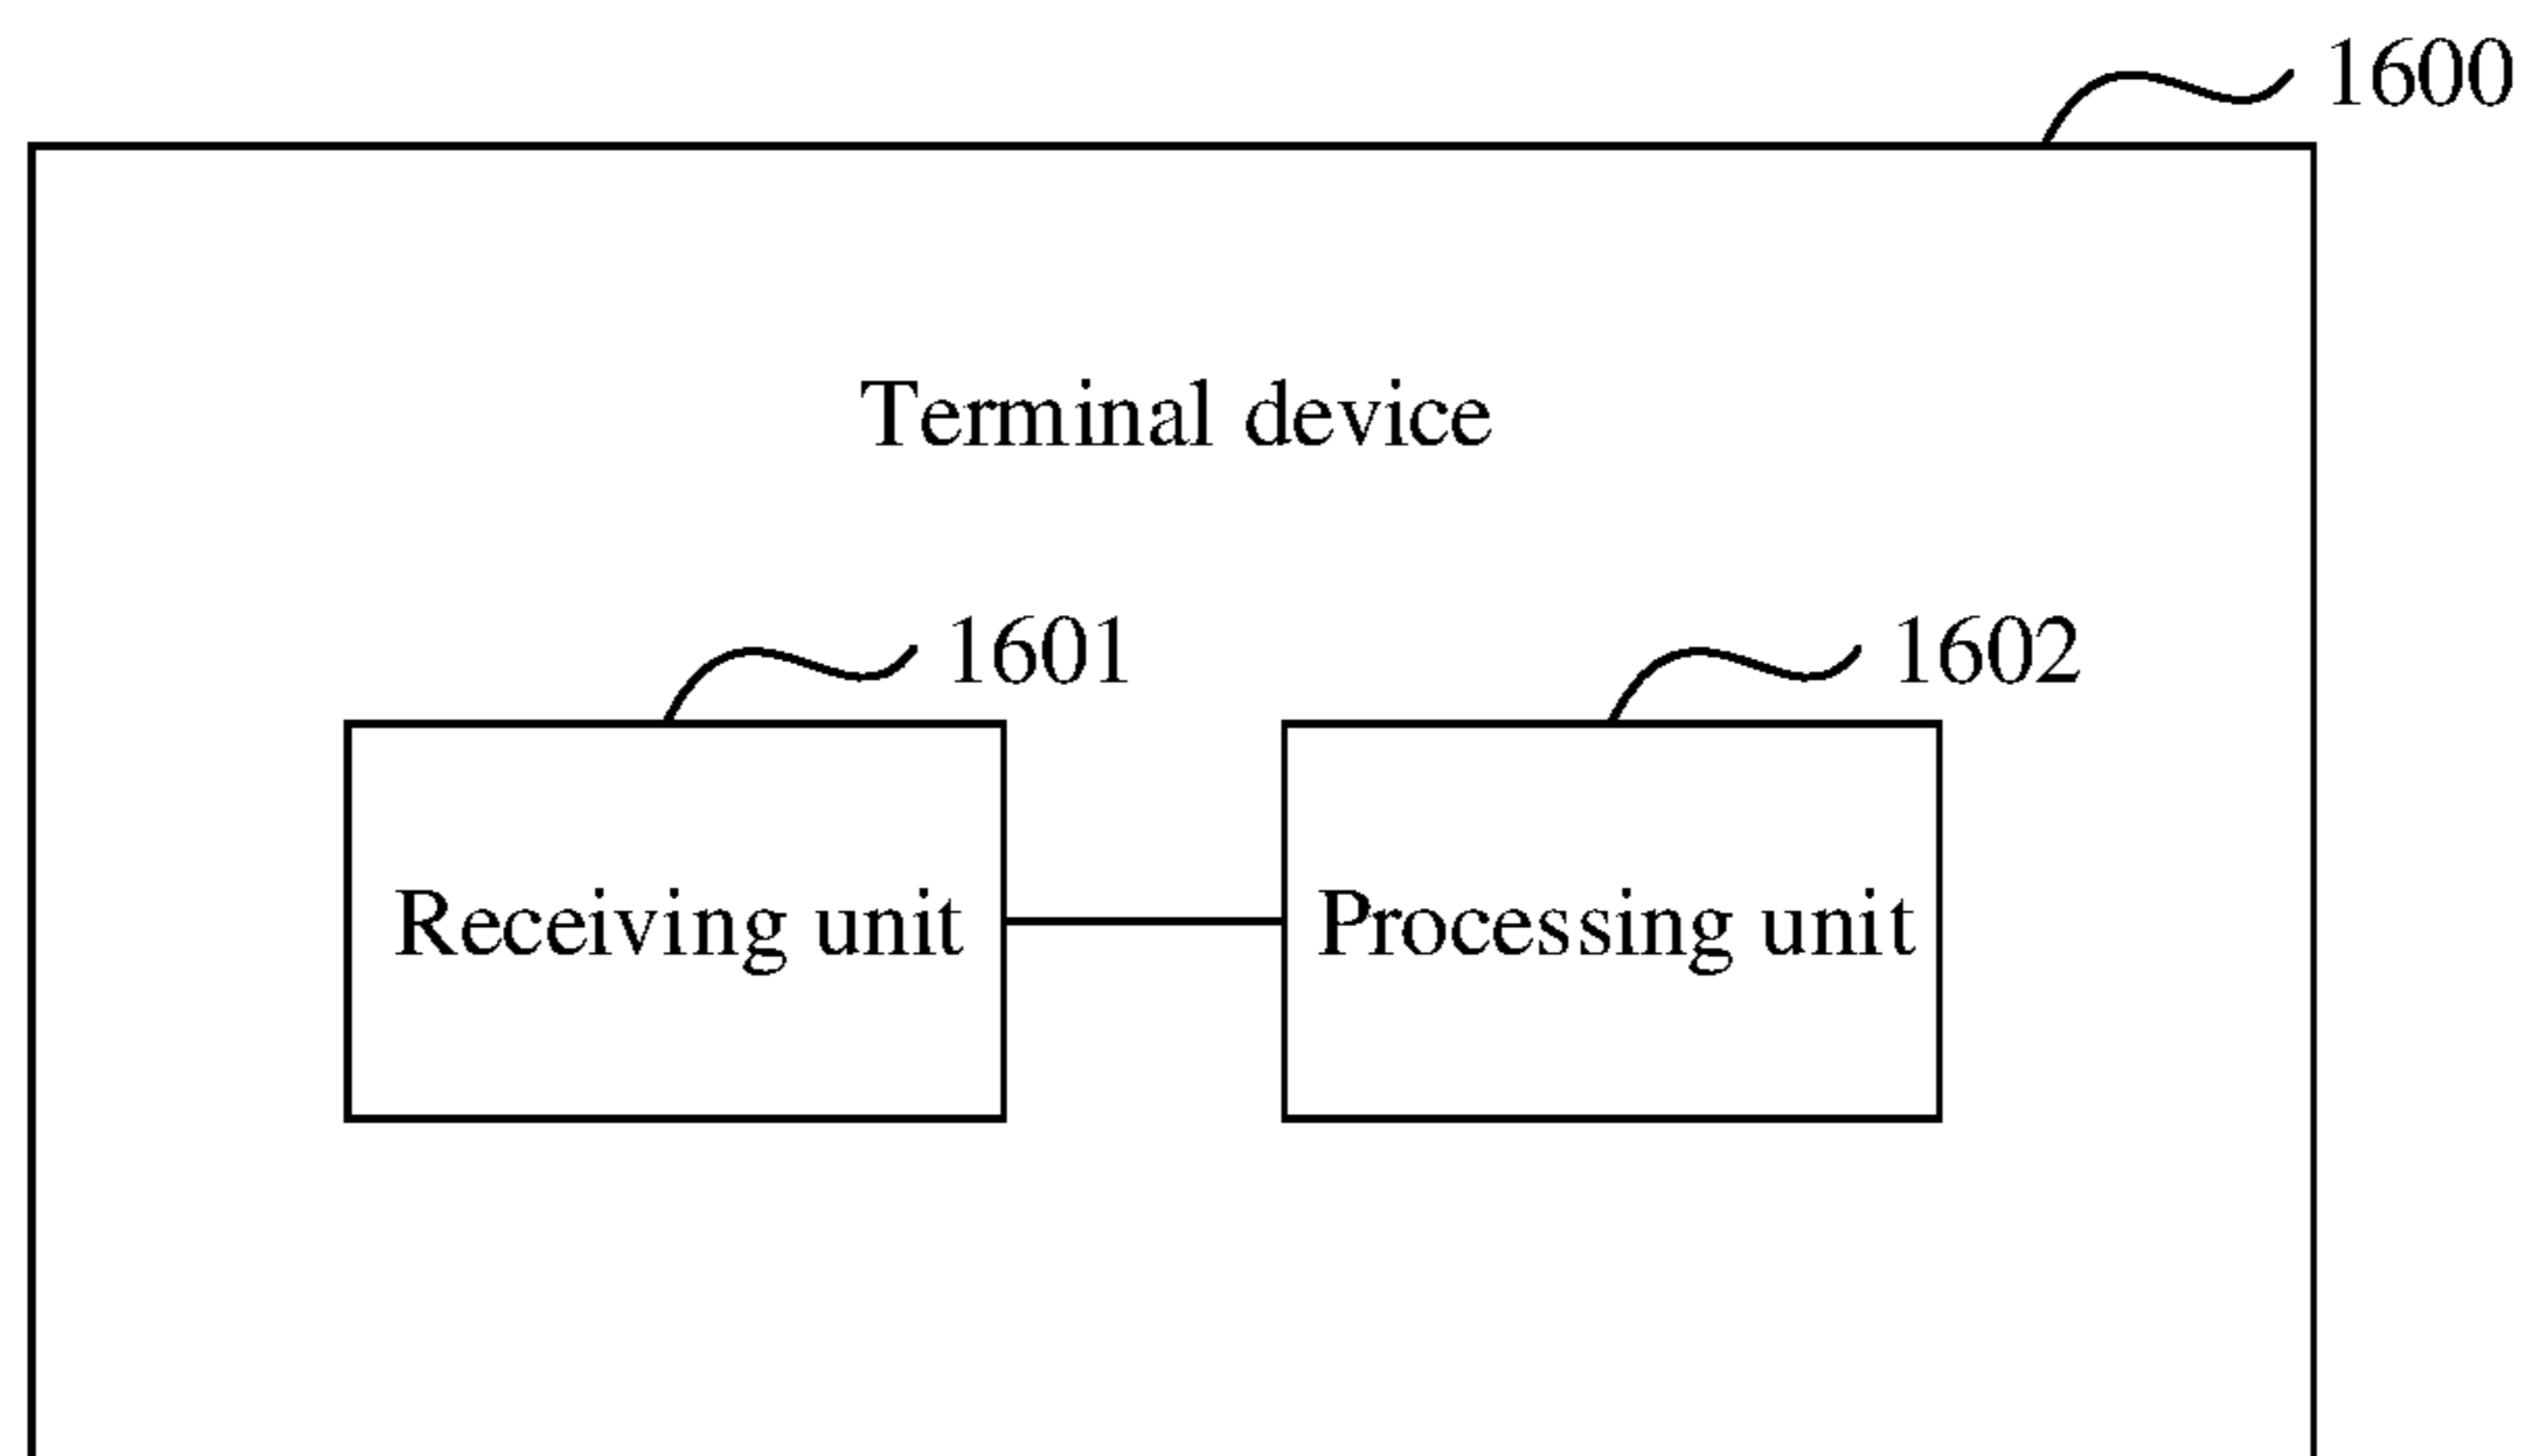 1600
Terminal device
1601
1602
Receiving unit
Processing unit